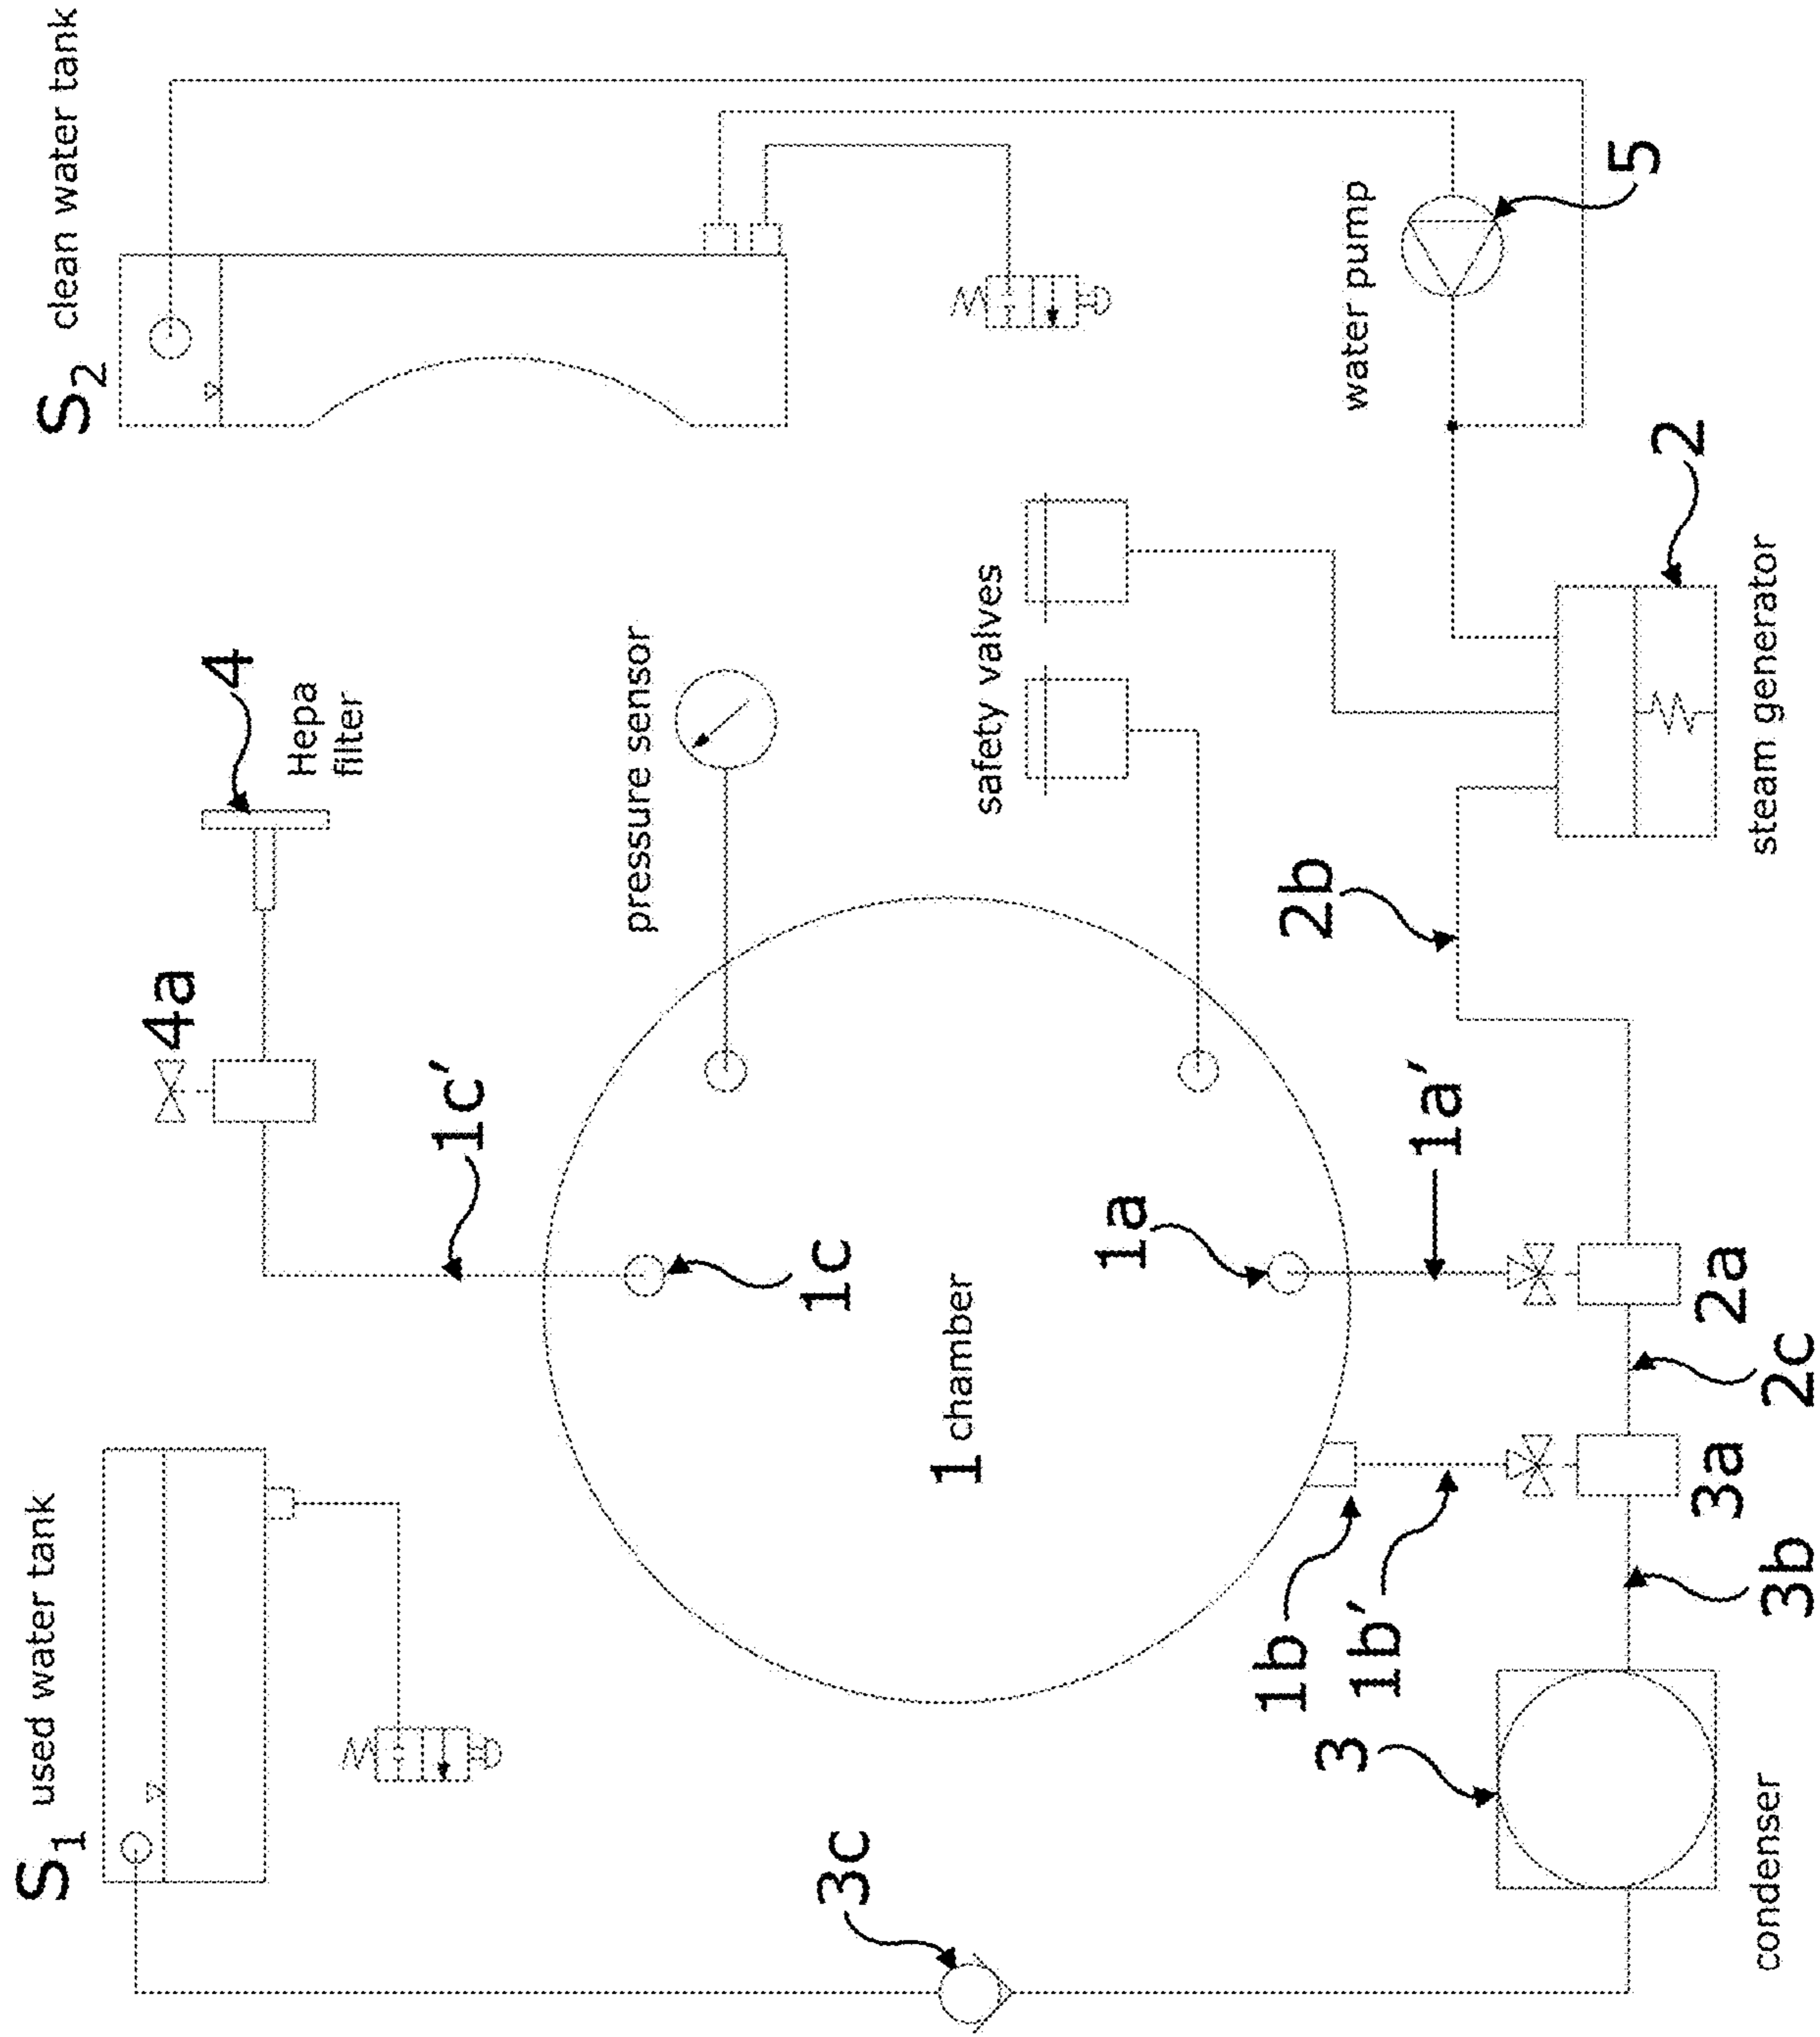 S1 used water tank
S2 clean water tank
4a
4
Hepa
filter
1c′
pressure sensor
1c
1 chamber
safety valves
3c
1a
1b
1b′
1a′
2b
water pump
5
3
2
condenser
3b
3a
2c
2a
steam generator